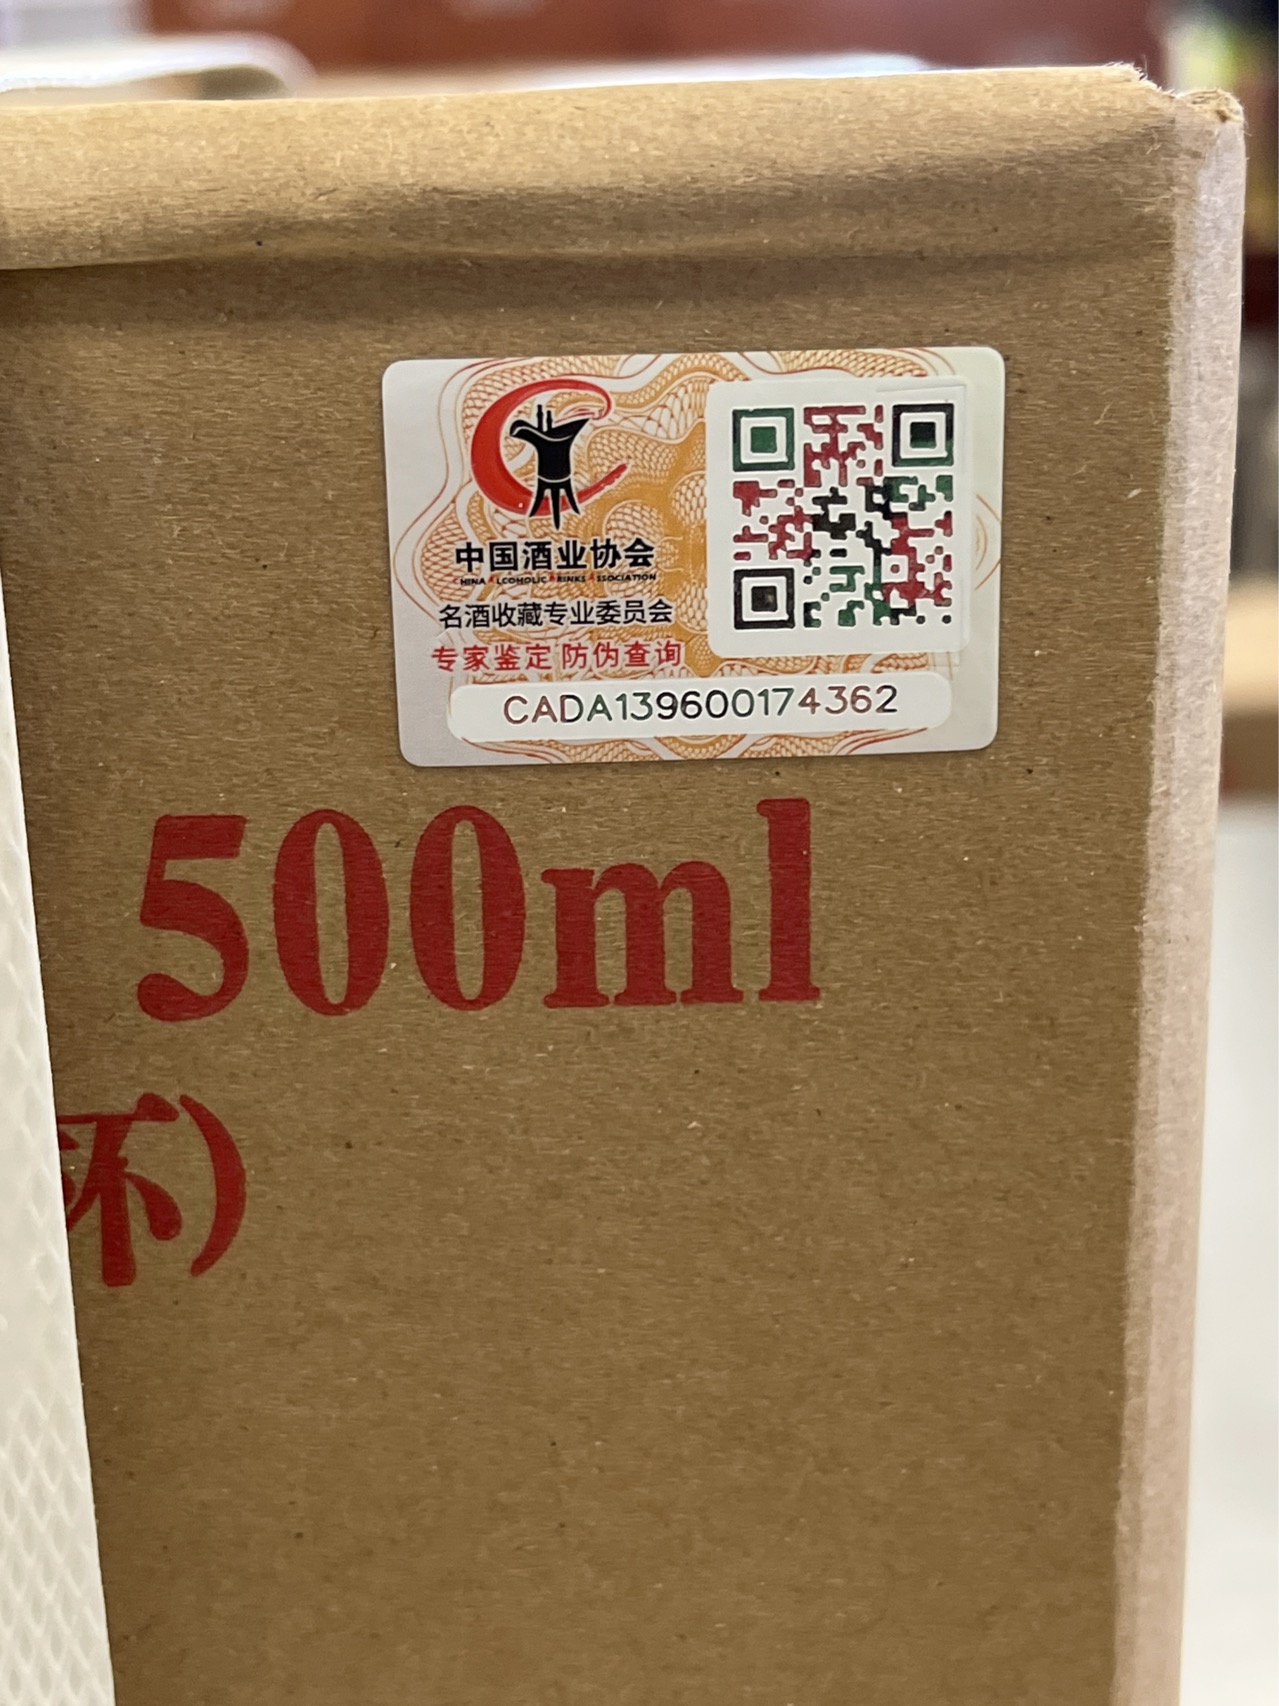 中国酒业协会
CHINA ALCOHOLIC DRINKS ASSOCIATION
名酒收藏专业委员会
专家鉴定 防伪查询
CADA139600174362
500ml
杯)